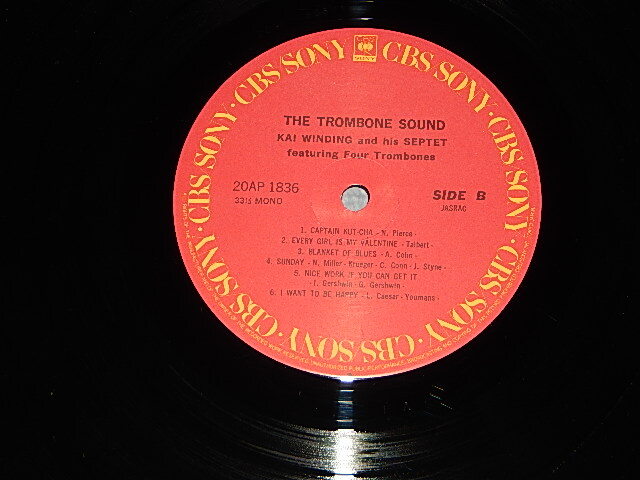 CBS SONY · CBS SONY · CBS SONY · CBS SONY · CBS SONY · CBS SONY ·
SONY
THE TROMBONE SOUND
KAI WINDING and his SEPTET
featuring Four Trombones
20AP 1836
33⅓ MONO
SIDE B
JASRAC
1. CAPTAIN KUT-CHA - N. Pierce -
2. EVERY GIRL IS MY VALENTINE - Talbert -
3. BLANKET OF BLUES - A. Cohn -
4. SUNDAY - N. Miller - Krueger - C. Conn - J. Styne -
5. NICE WORK IF YOU CAN GET IT
- I. Gershwin - G. Gershwin -
6. I WANT TO BE HAPPY - L. Caesar - Youmans -